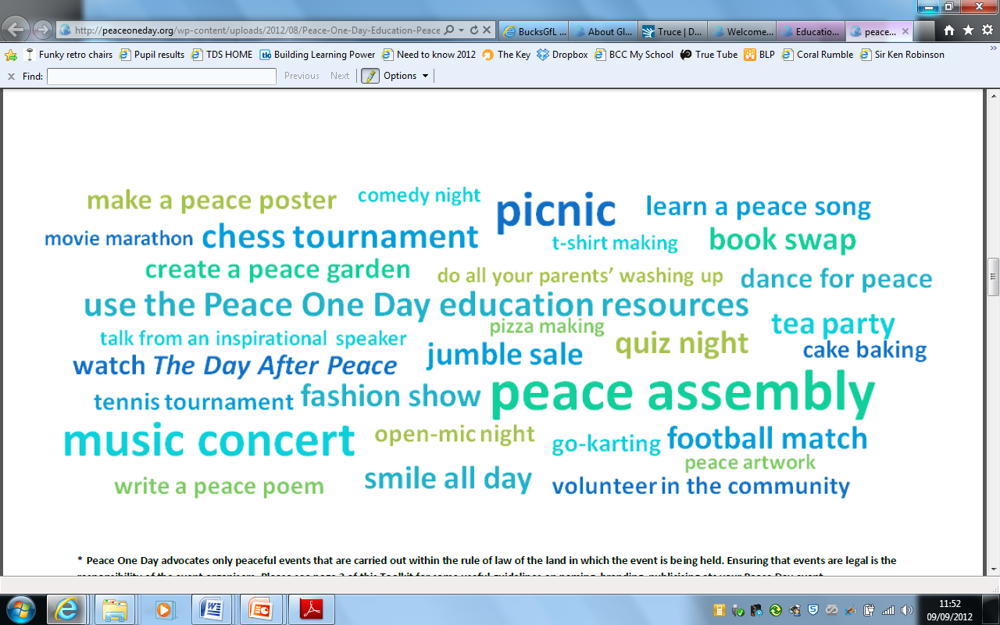 http://peaceoneday.org/wp-content/uploads/2012/08/Peace-One-Day-Education-Peace
BucksGfL ...
About Gl...
Truce | D...
Welcome...
Educatio...
peace...
Funky retro chairs
Pupil results
TDS HOME
tlo Building Learning Power
Need to know 2012
The Key
Dropbox
BCC My School
True Tube
BLP
Coral Rumble
Sir Ken Robinson
Find:
Previous
Next
Options
make a peace poster
comedy night
picnic
learn a peace song
movie marathon
chess tournament
t-shirt making
book swap
create a peace garden
do all your parents’ washing up
dance for peace
use the Peace One Day education resources
pizza making
tea party
talk from an inspirational speaker
jumble sale
quiz night
cake baking
watch The Day After Peace
tennis tournament
fashion show
peace assembly
music concert
open-mic night
go-karting
football match
peace artwork
write a peace poem
smile all day
volunteer in the community
* Peace One Day advocates only peaceful events that are carried out within the rule of law of the land in which the event is being held. Ensuring that events are legal is the
11:52
09/09/2012